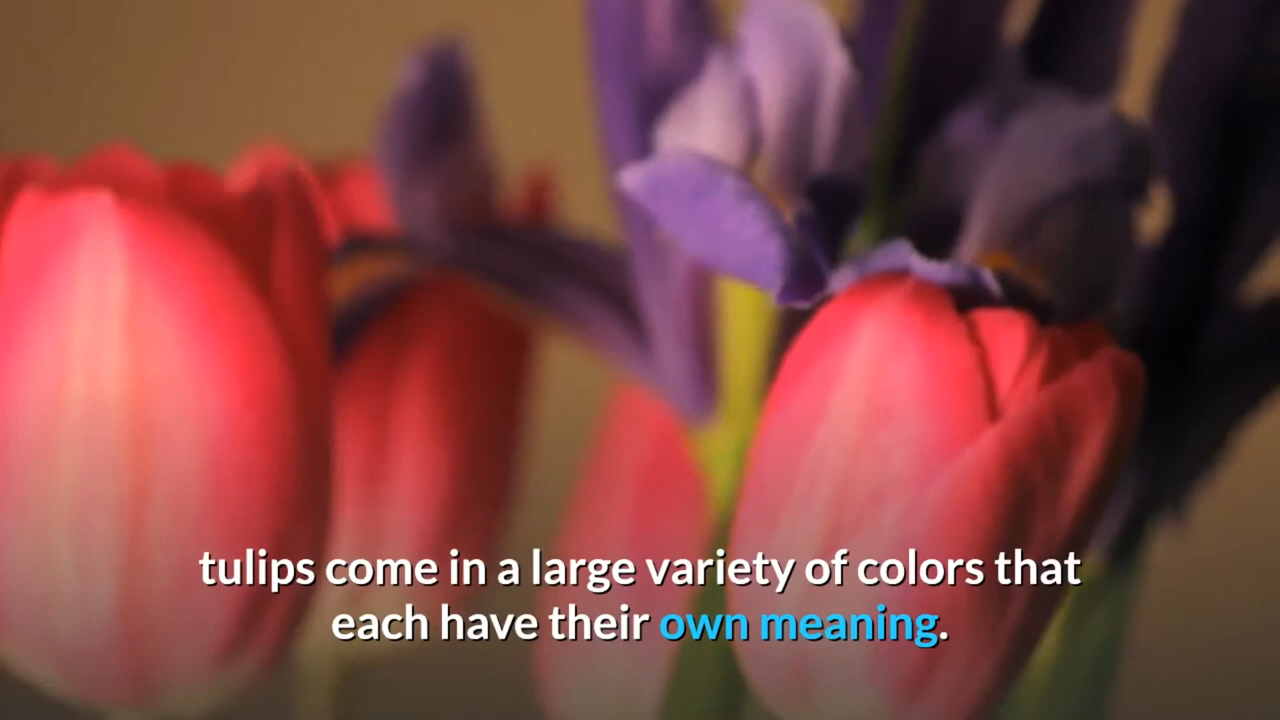 tulips come in a large variety of colors that
each have their own meaning.